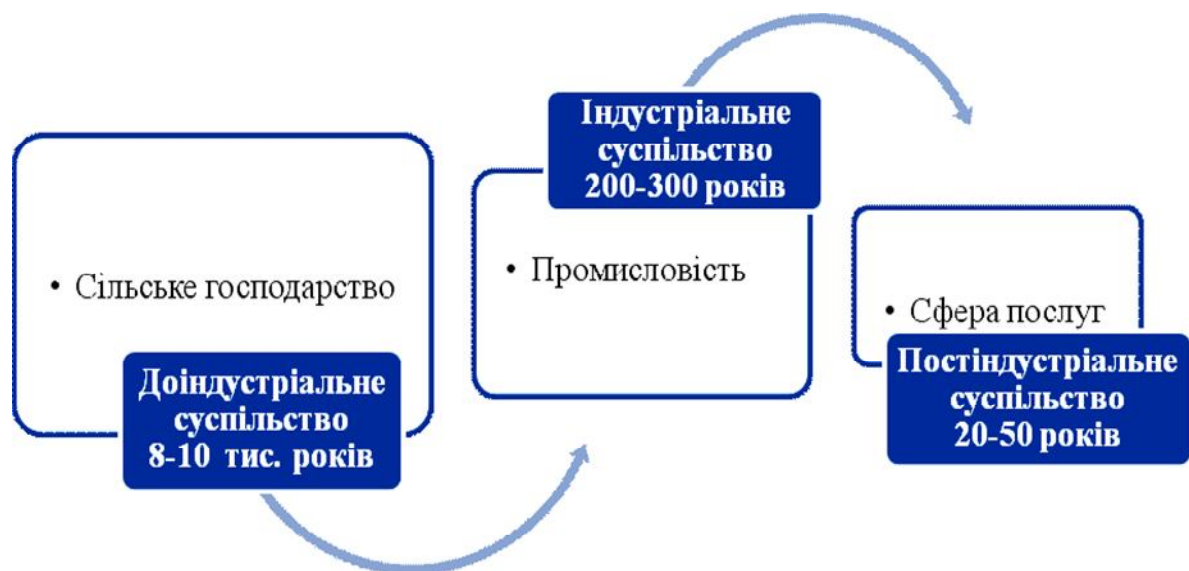 • Сільське господарство
Доіндустріальне
суспільство
8-10 тис. років
Індустріальне
суспільство
200-300 років
• Промисловість
• Сфера послуг
Постіндустріальне
суспільство
20-50 років